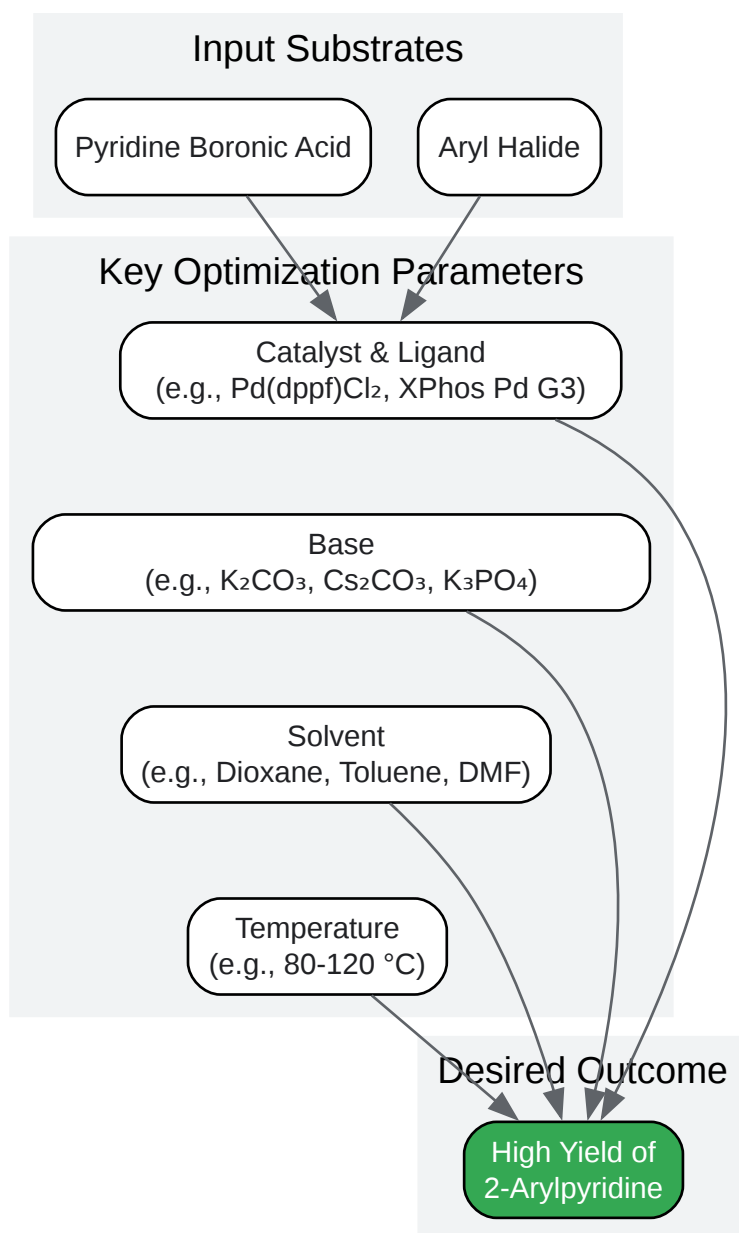 Input Substrates
Pyridine Boronic Acid
Aryl Halide
Key Optimization Parameters
Catalyst & Ligand
(e.g., Pd(dppf)Cl₂, XPhos Pd G3)
Base
(e.g., K₂CO₃, Cs₂CO₃, K₃PO₄)
Solvent
(e.g., Dioxane, Toluene, DMF)
Temperature
(e.g., 80-120 °C)
Desired Outcome
High Yield of
2-Arylpyridine